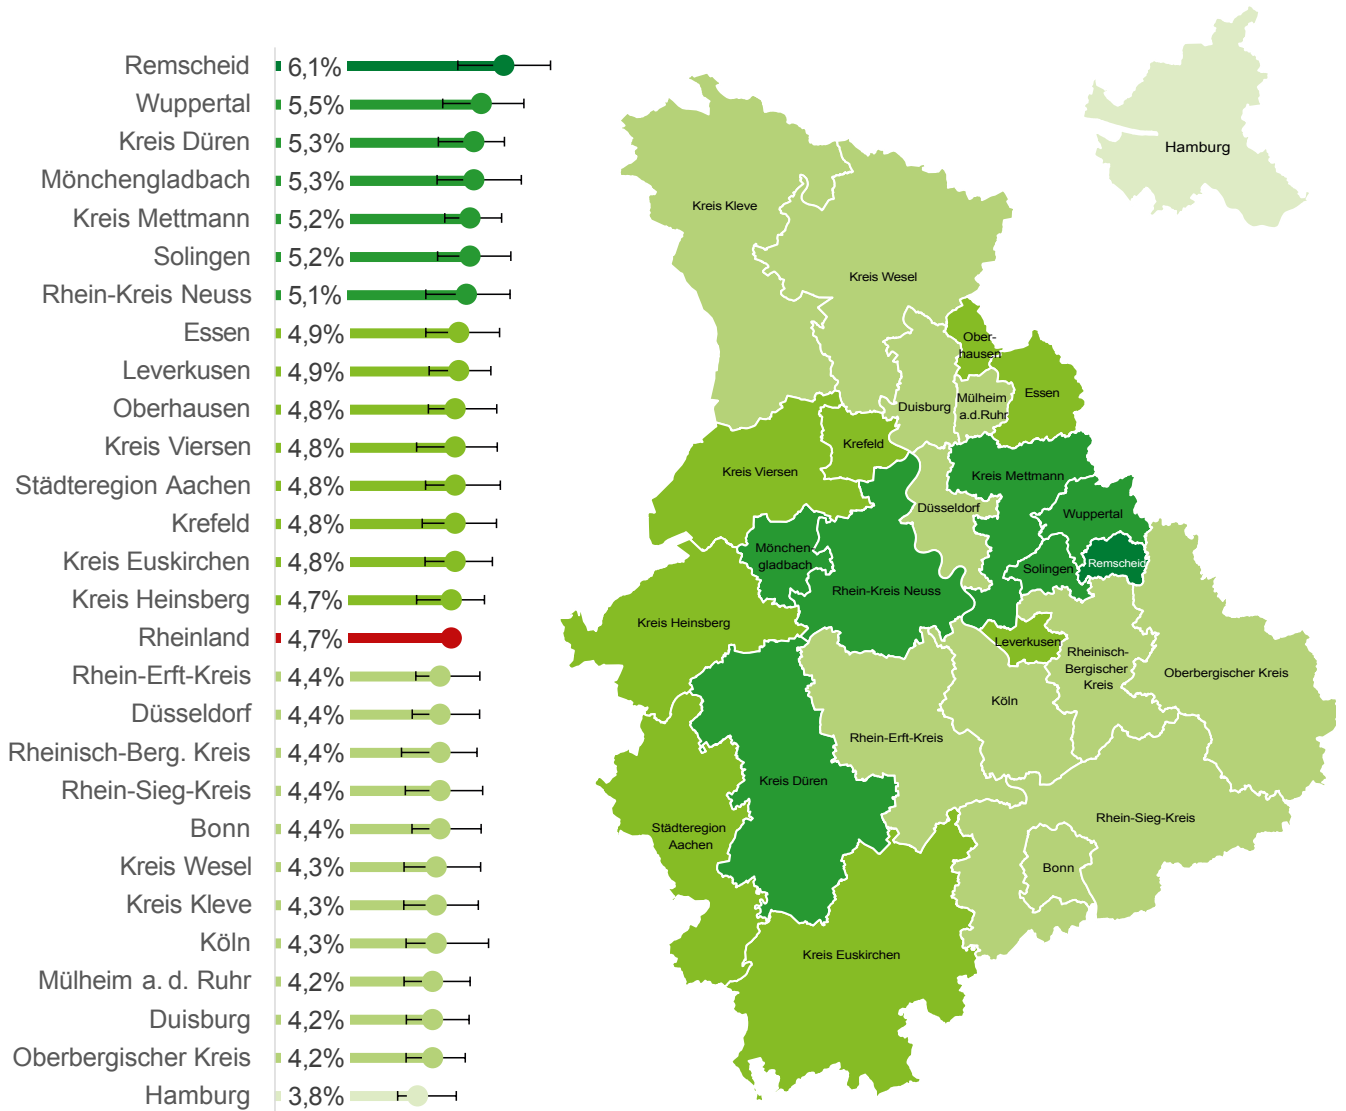 Remscheid 6,1%
Wuppertal 5,5%
Kreis Düren 5,3%
Mönchengladbach 5,3%
Kreis Mettmann 5,2%
Solingen 5,2%
Rhein-Kreis Neuss 5,1%
Essen 4,9%
Leverkusen 4,9%
Oberhausen 4,8%
Kreis Viersen 4,8%
Städteregion Aachen 4,8%
Krefeld 4,8%
Kreis Euskirchen 4,8%
Kreis Heinsberg 4,7%
Rheinland 4,7%
Rhein-Erft-Kreis 4,4%
Düsseldorf 4,4%
Rheinisch-Berg. Kreis 4,4%
Rhein-Sieg-Kreis 4,4%
Bonn 4,4%
Kreis Wesel 4,3%
Kreis Kleve 4,3%
Köln 4,3%
Mülheim a. d. Ruhr 4,2%
Duisburg 4,2%
Oberbergischer Kreis 4,2%
Hamburg 3,8%
Hamburg
Kreis Kleve
Kreis Wesel
Ober-
hausen
Essen
Mülheim
a.d.Ruhr
Duisburg
Krefeld
Kreis Viersen
Kreis Mettmann
Düsseldorf
Wuppertal
Mönchen-
gladbach
Solingen
Remscheid
Rhein-Kreis Neuss
Kreis Heinsberg
Leverkusen
Rheinisch-
Bergischer
Kreis
Oberbergischer Kreis
Köln
Rhein-Erft-Kreis
Kreis Düren
Rhein-Sieg-Kreis
Städteregion
Aachen
Bonn
Kreis Euskirchen